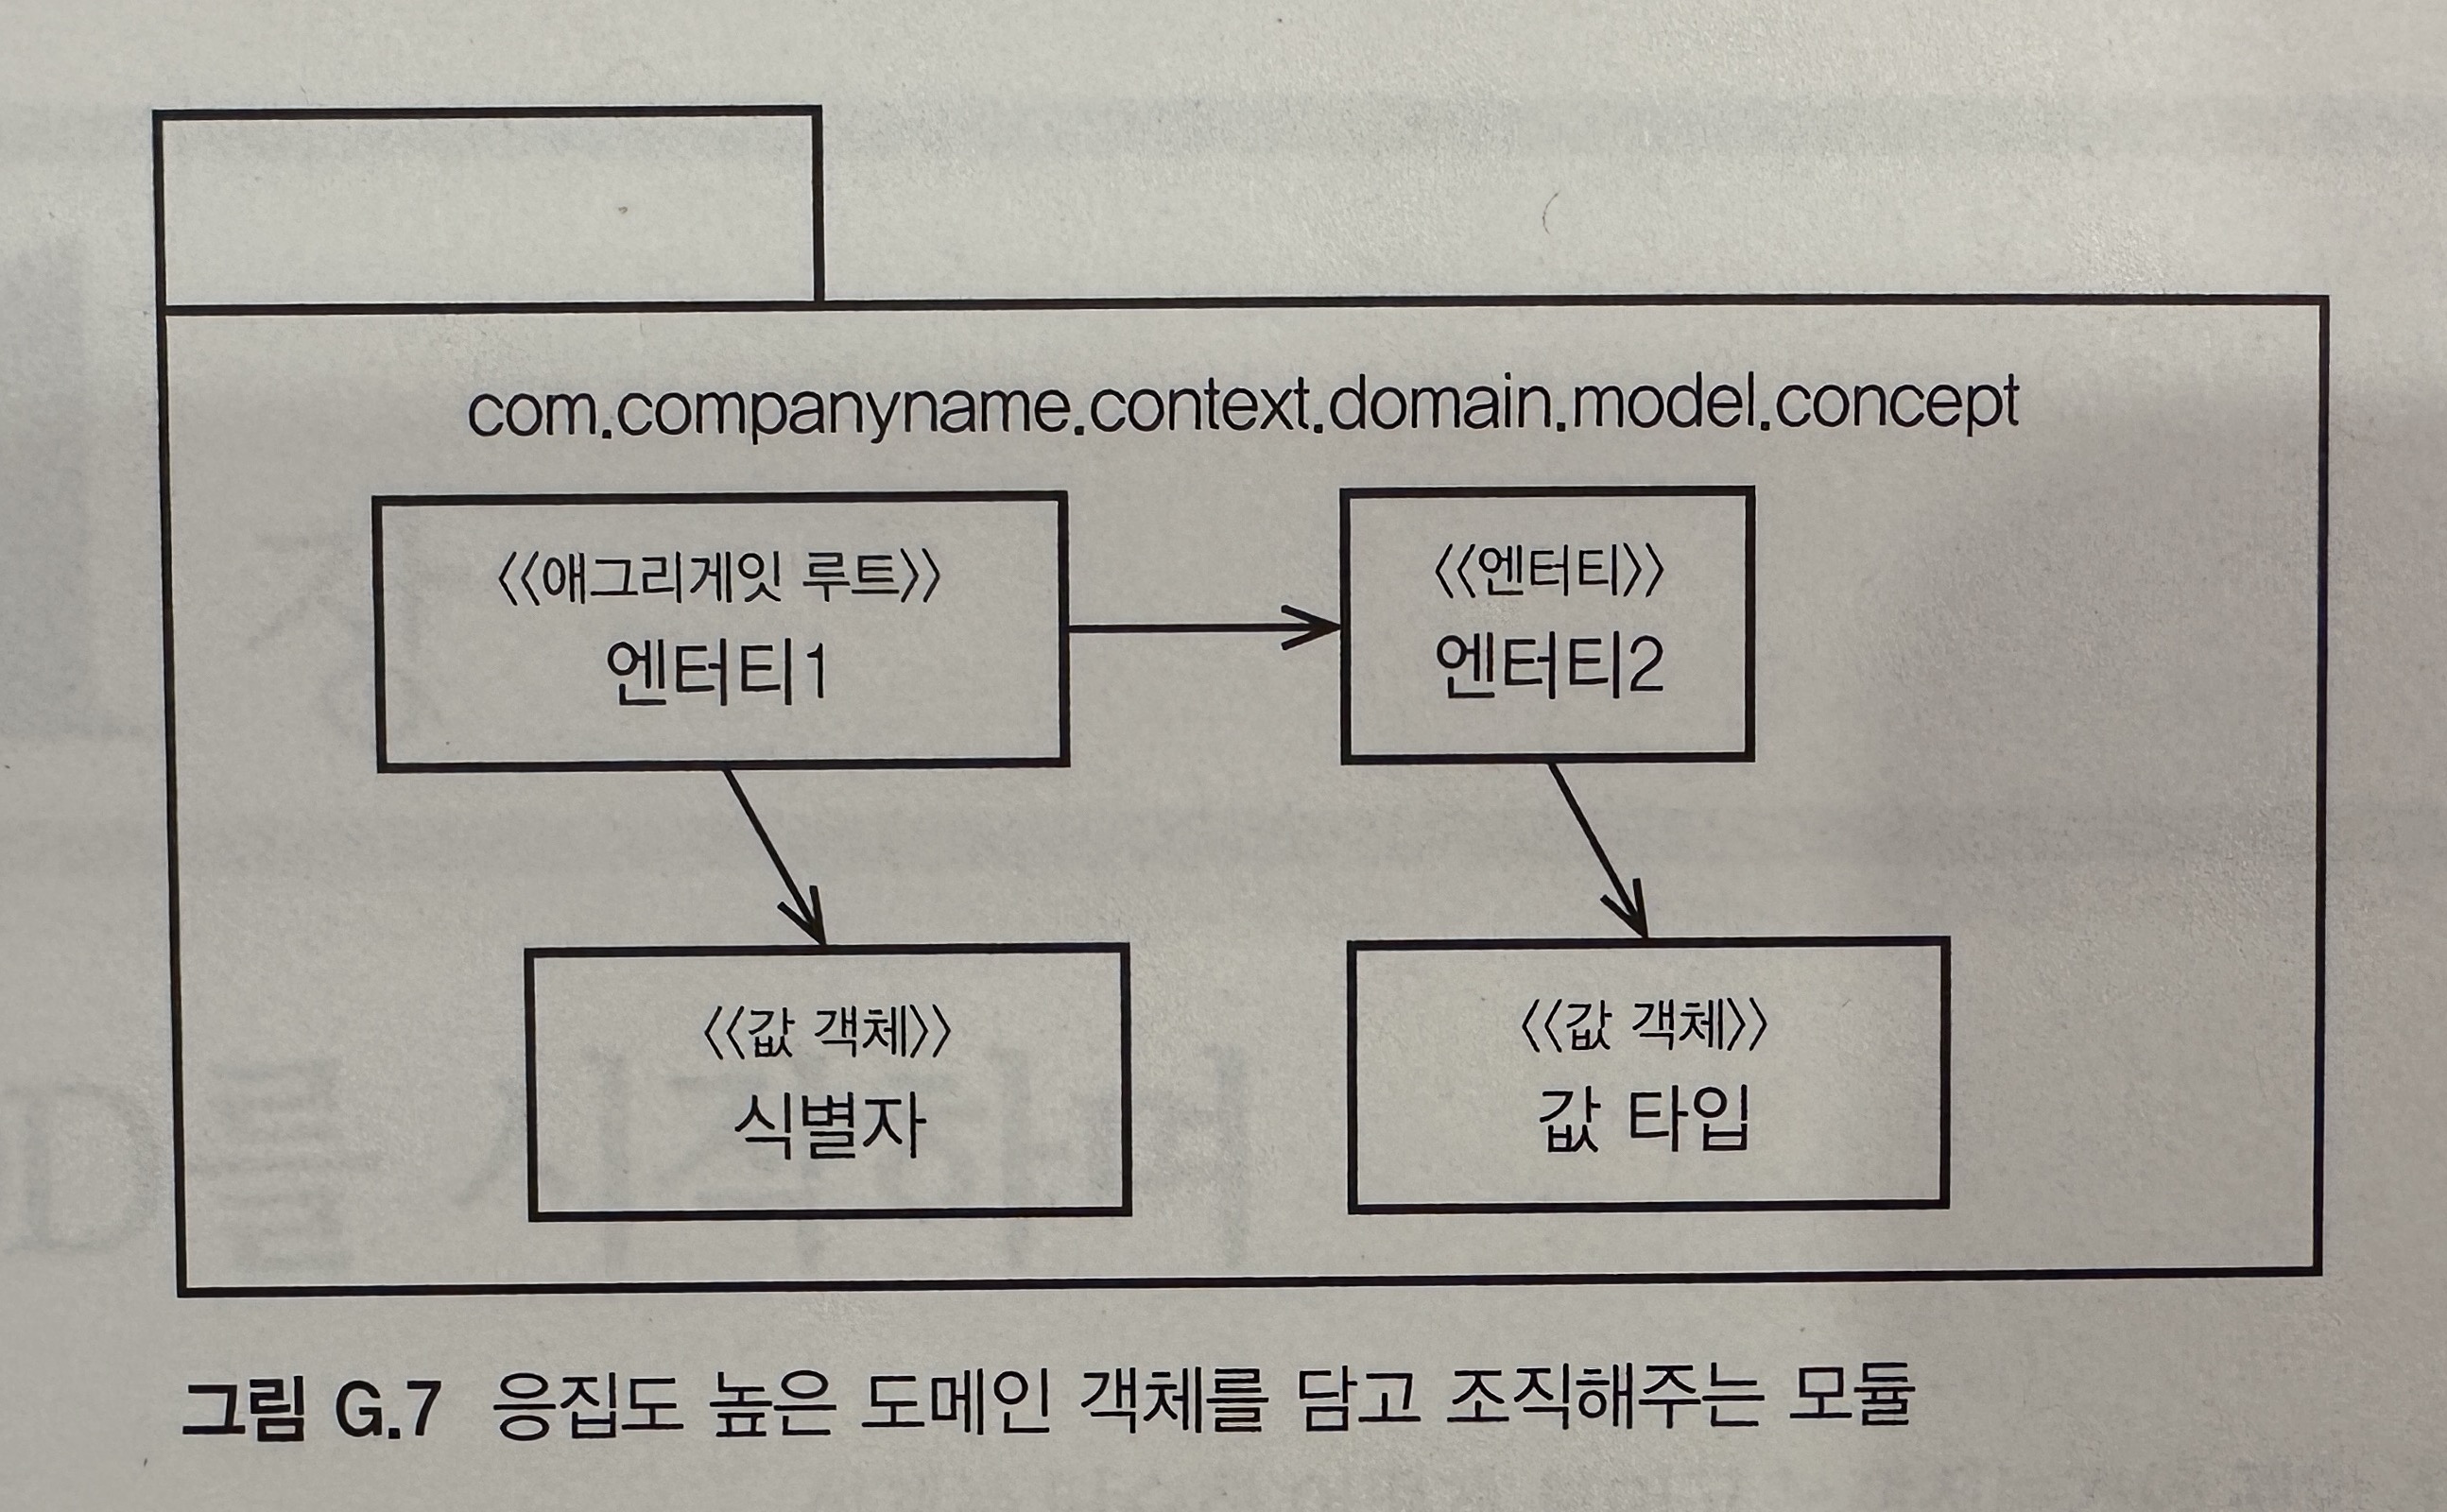 com.companyname.context.domain.model.concept
〈〈애그리게잇 루트〉〉
엔터티1
〈〈엔터티〉〉
엔터티2
〈〈값 객체〉〉
식별자
〈〈값 객체〉〉
값 타입
그림 G.7 응집도 높은 도메인 객체를 담고 조직해주는 모듈